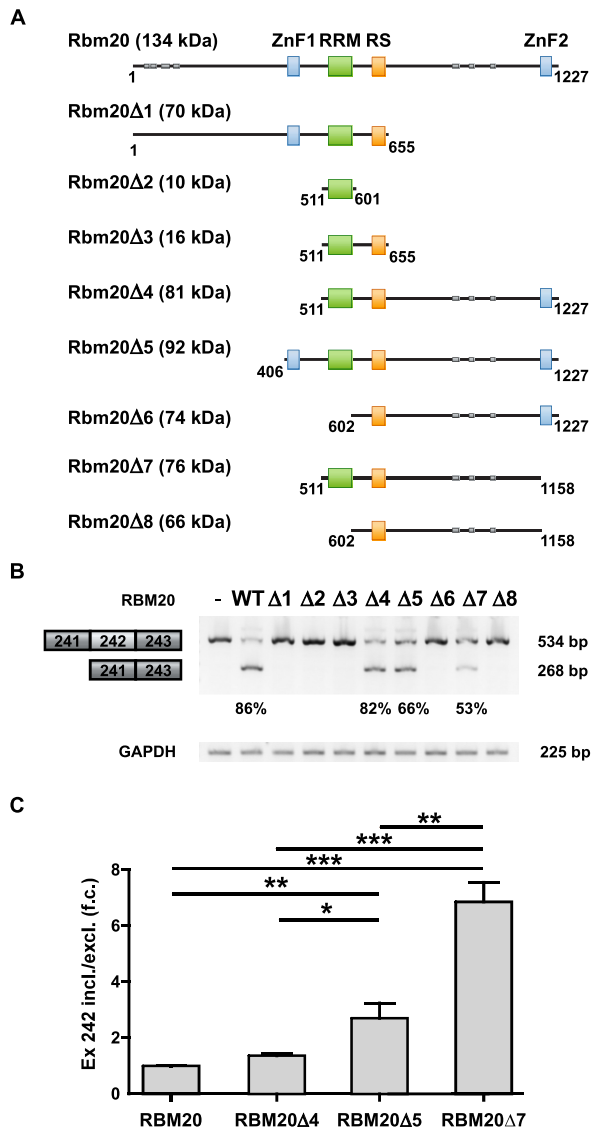 A
Rbm20 (134 kDa) ZnF1 RRM RS ZnF2
1 1227
Rbm20Δ1 (70 kDa)
1 655
Rbm20Δ2 (10 kDa)
511 601
Rbm20Δ3 (16 kDa)
511 655
Rbm20Δ4 (81 kDa)
511 1227
Rbm20Δ5 (92 kDa)
406 1227
Rbm20Δ6 (74 kDa)
602 1227
Rbm20Δ7 (76 kDa)
511 1158
Rbm20Δ8 (66 kDa)
602 1158
B
RBM20 - WT Δ1 Δ2 Δ3 Δ4 Δ5 Δ6 Δ7 Δ8
241 242 243 534 bp
241 243 268 bp
86% 82% 66% 53%
GAPDH 225 bp
C
**
***
***
**
*
8
6
4
2
0
Ex 242 incl./excl. (f.c.)
RBM20 RBM20Δ4 RBM20Δ5 RBM20Δ7